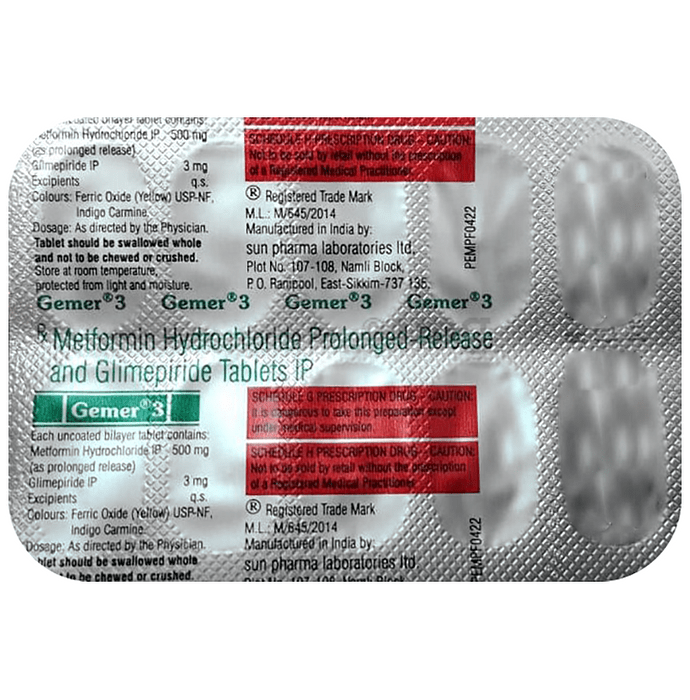 coated bilayer tablet contains:
Metformin Hydrochloride IP 500 mg
(as prolonged release)
Glimepiride IP 3 mg
Excipients q.s.
Colours: Ferric Oxide (Yellow) USP-NF,
Indigo Carmine.
Dosage: As directed by the Physician.
Tablet should be swallowed whole
and not to be chewed or crushed.
Store at room temperature,
protected from light and moisture.
SCHEDULE H PRESCRIPTION DRUG - CAUTION:
Not to be sold by retail without the prescription
of a Registered Medical Practitioner.
® Registered Trade Mark
M.L.: M/645/2014
Manufactured in India by:
sun pharma laboratories ltd.
Plot No. 107-108, Namli Block,
P.O. Ranipool, East-Sikkim-737 135.
PEMPF0422
Gemer®3 Gemer®3 Gemer®3 Gemer®3
℞ Metformin Hydrochloride Prolonged-Release
and Glimepiride Tablets IP
Gemer®3
Each uncoated bilayer tablet contains:
Metformin Hydrochloride IP 500 mg
(as prolonged release)
Glimepiride IP 3 mg
Excipients q.s.
Colours: Ferric Oxide (Yellow) USP-NF,
Indigo Carmine.
Dosage: As directed by the Physician.
Tablet should be swallowed whole
to be chewed or crushed.
SCHEDULE G PRESCRIPTION DRUG - CAUTION:
It is dangerous to take this preparation except
under medical supervision.
SCHEDULE H PRESCRIPTION DRUG - CAUTION:
Not to be sold by retail without the prescription
of a Registered Medical Practitioner.
® Registered Trade Mark
M.L.: M/645/2014
Manufactured in India by:
sun pharma laboratories ltd.
Plot No. 107-108, Namli Block,
PEMPF0422